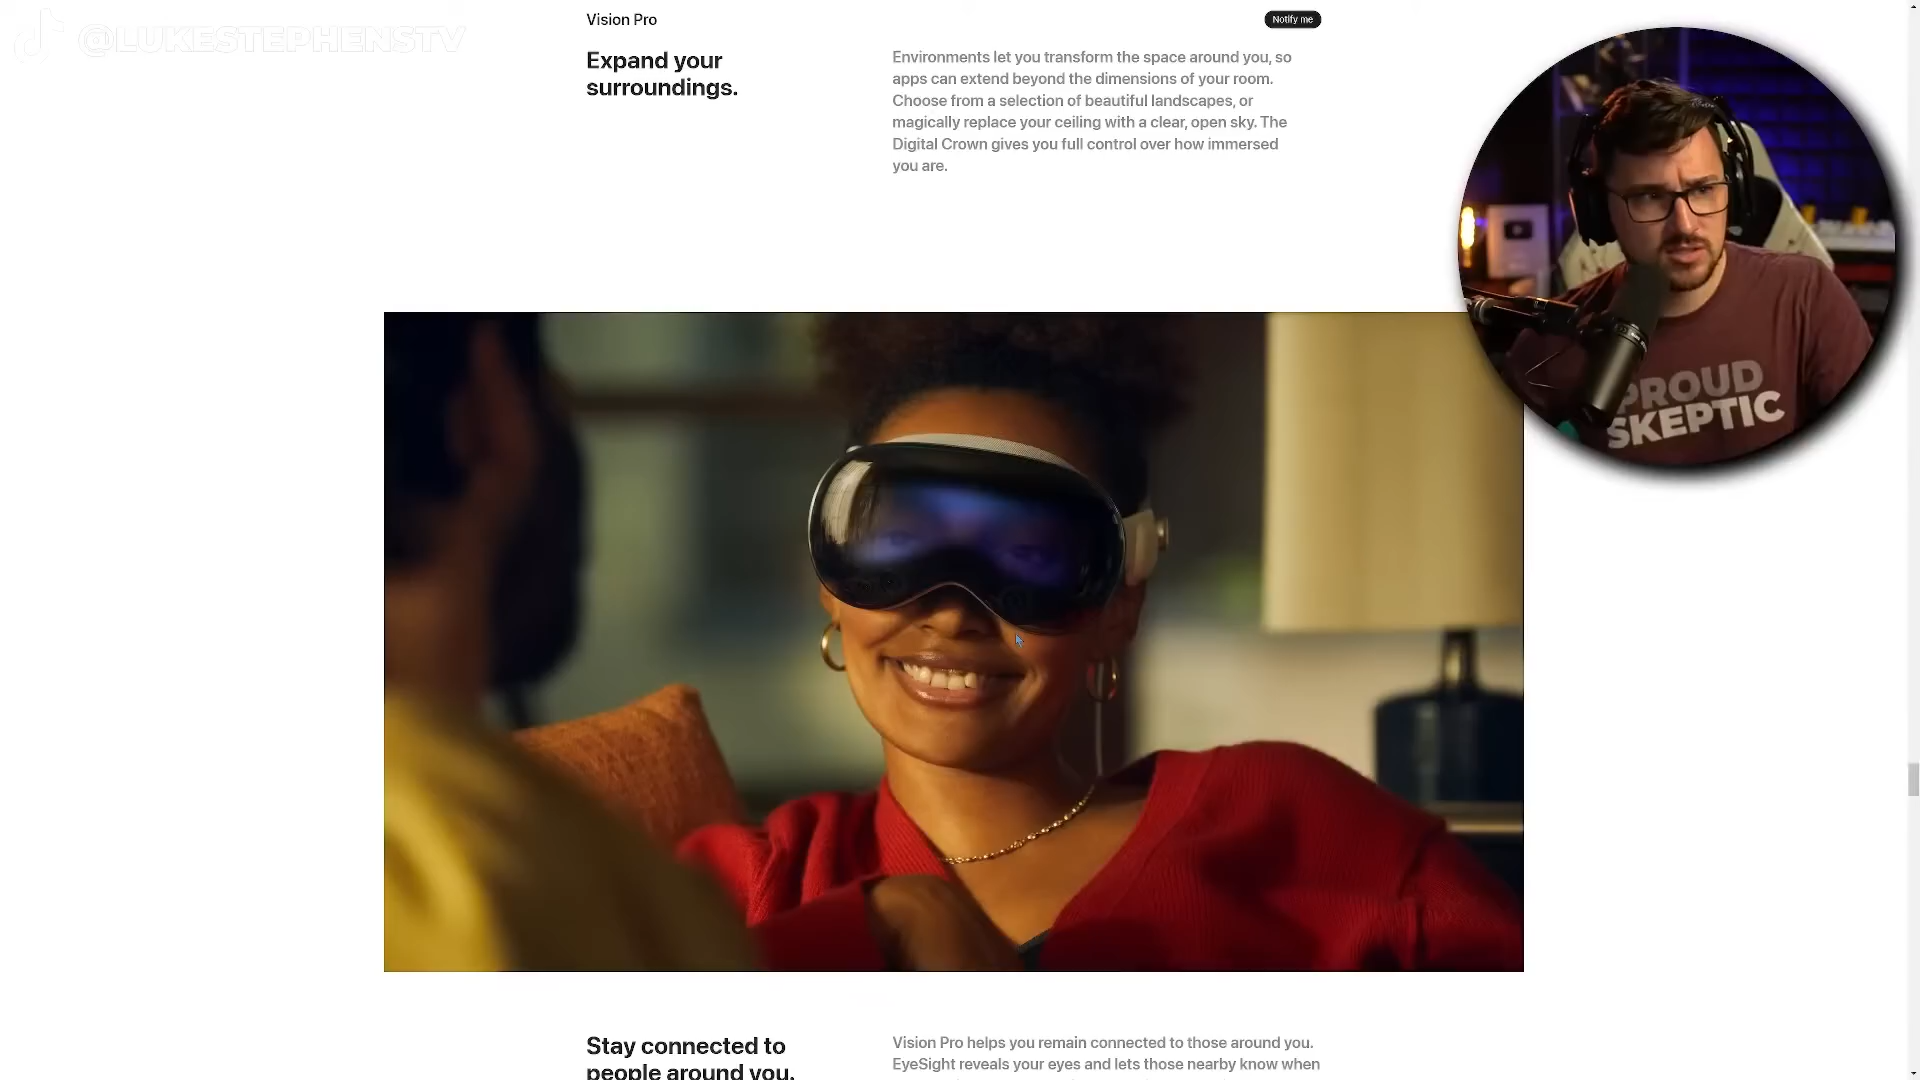 @LUKESTEPHENSTV
Vision Pro
Notify me
Expand your
surroundings.
Environments let you transform the space around you, so
apps can extend beyond the dimensions of your room.
Choose from a selection of beautiful landscapes, or
magically replace your ceiling with a clear, open sky. The
Digital Crown gives you full control over how immersed
you are.
PROUD
SKEPTIC
Stay connected to
people around you.
Vision Pro helps you remain connected to those around you.
EyeSight reveals your eyes and lets those nearby know when